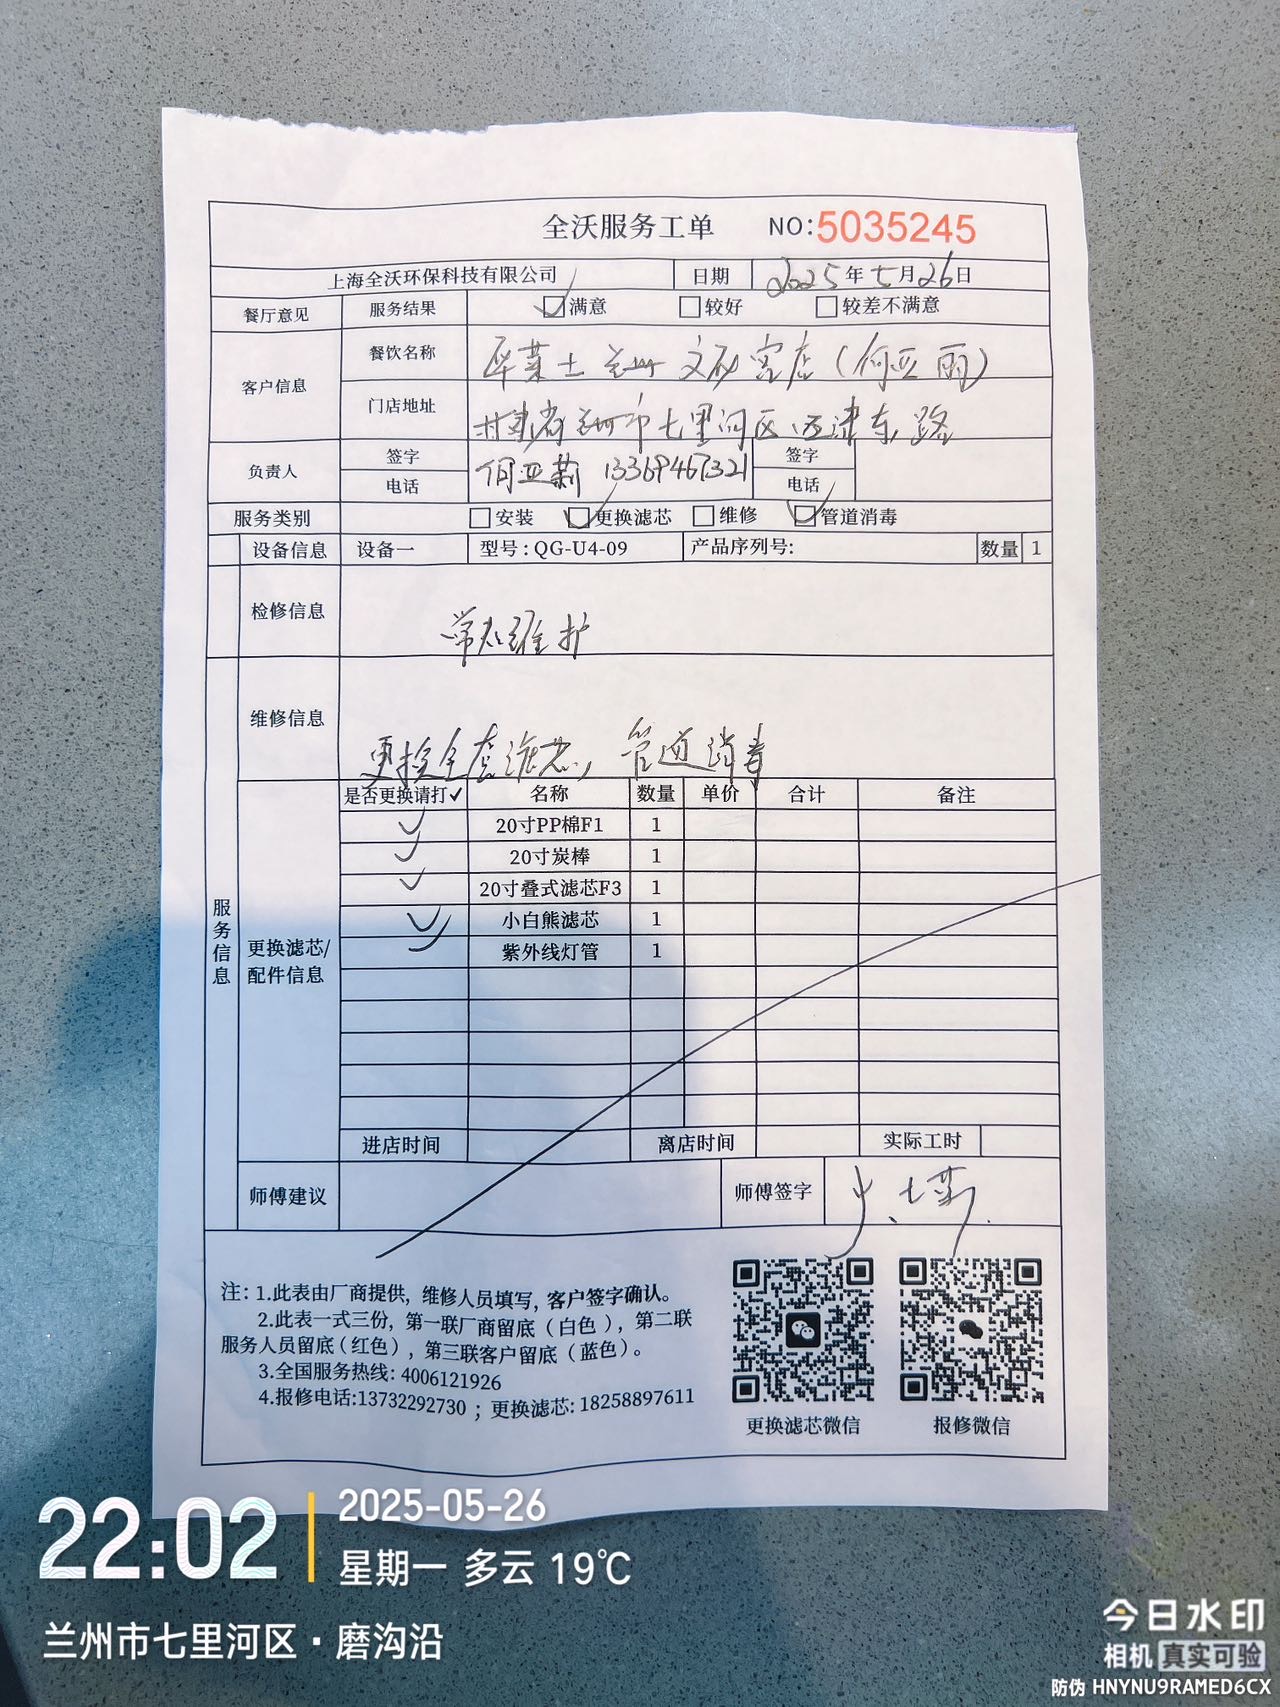 全沃服务工单 NO:5035245
上海全沃环保科技有限公司 日期 2025年七月26日
餐厅意见 服务结果 满意 较好 较差不满意
客户信息 餐饮名称 毕业士兰州
门店地址 甘肃省兰州市七里河区西津东路
负责人 签字 何亚莉 13369467321 签字
电话 电话
服务类别 安装 更换滤芯 维修 管道消毒
设备信息 设备一 型号:QG-U4-09 产品序列号: 数量 1
检修信息 常规维护
维修信息 更换全套滤芯, 管道消毒
服务信息
更换滤芯/配件信息
是否更换请打✓ 名称 数量 单价 合计 备注
✓ 20寸PP棉F1 1
✓ 20寸炭棒 1
✓ 20寸叠式滤芯F3 1
✓ 小白熊滤芯 1
✓ 紫外线灯管 1
进店时间 离店时间 实际工时
师傅建议 师傅签字
注: 1.此表由厂商提供, 维修人员填写, 客户签字确认。
2.此表一式三份, 第一联厂商留底(白色), 第二联
服务人员留底(红色), 第三联客户留底(蓝色)。
3.全国服务热线: 4006121926
4.报修电话:13732292730 ; 更换滤芯: 18258897611
更换滤芯微信 报修微信
22:02 2025-05-26
星期一 多云 19℃
兰州市七里河区·磨沟沿
今日水印
相机 真实可验
防伪 HNYNU9RAMED6CX